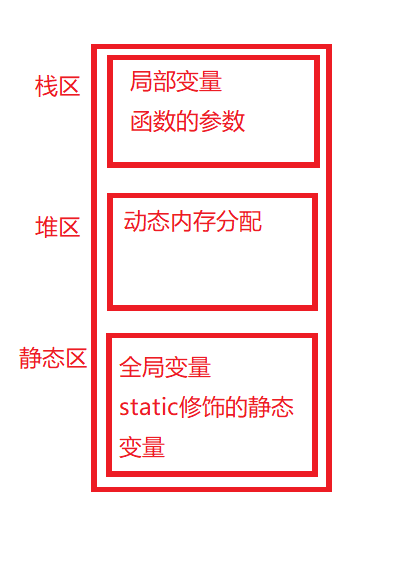 栈区
局部变量
函数的参数
堆区
动态内存分配
静态区
全局变量
static修饰的静态
变量